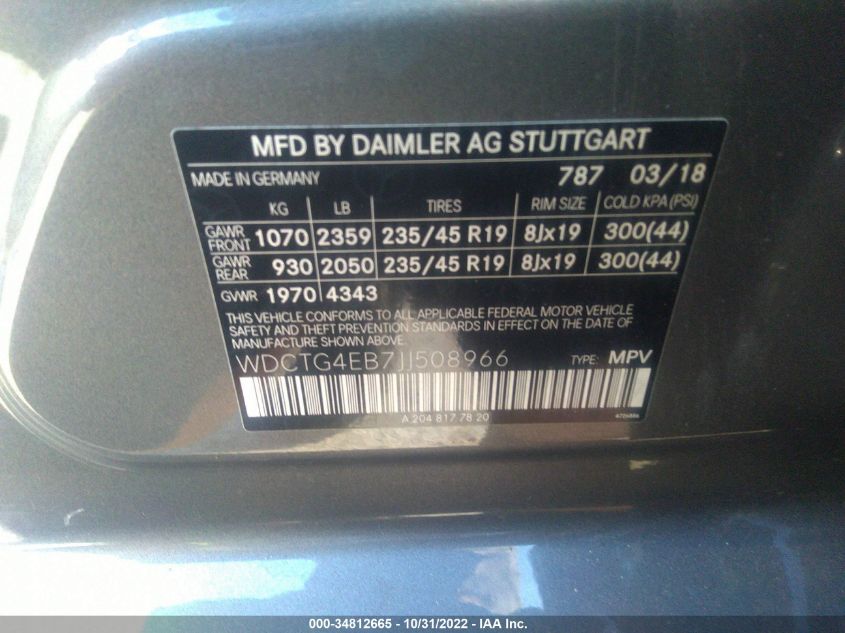 MFD BY DAIMLER AG STUTTGART
MADE IN GERMANY 787 03/18
KG LB TIRES RIM SIZE COLD KPA (PSI)
GAWR FRONT 1070 2359 235/45 R19 8Jx19 300(44)
GAWR REAR 930 2050 235/45 R19 8Jx19 300(44)
GVWR 1970 4343
THIS VEHICLE CONFORMS TO ALL APPLICABLE FEDERAL MOTOR VEHICLE
SAFETY AND THEFT PREVENTION STANDARDS IN EFFECT ON THE DATE OF
MANUFACTURE SHOWN ABOVE.
WDCTG4EB7JJ508966 TYPE: MPV
A 204 817 78 20
000-34812665 - 10/31/2022 - IAA Inc.